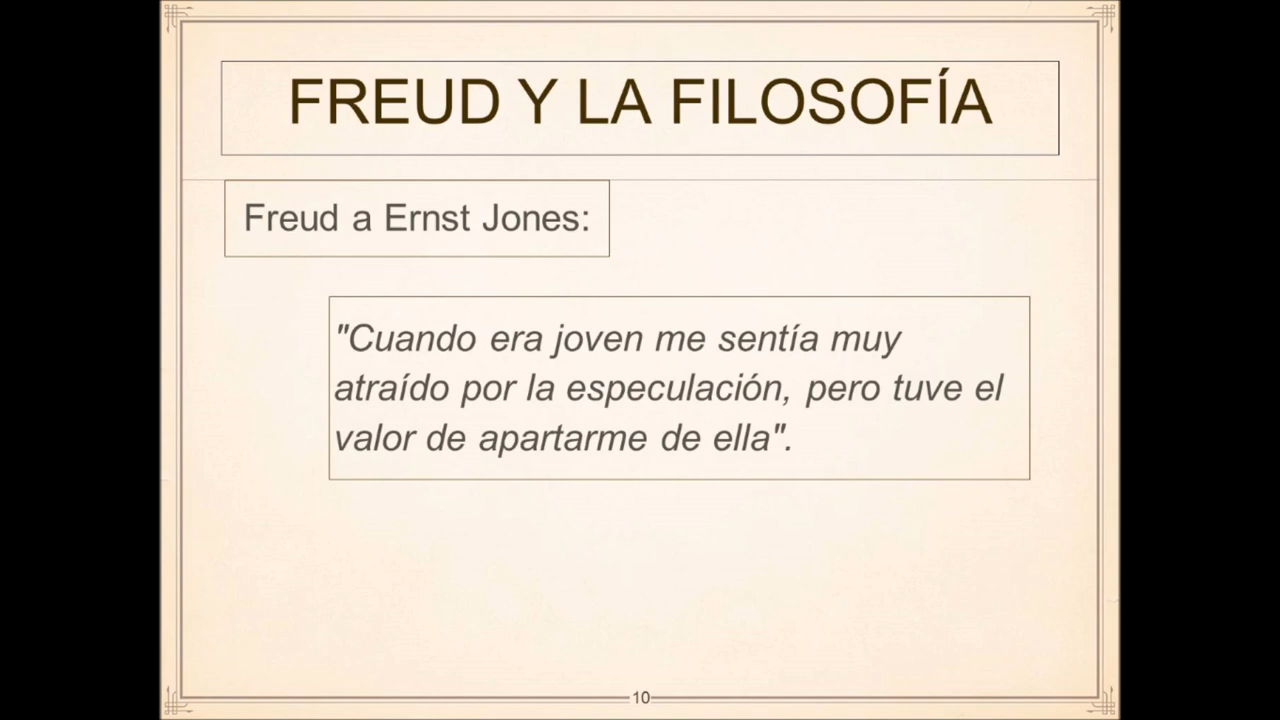 FREUD Y LA FILOSOFÍA
Freud a Ernst Jones:
"Cuando era joven me sentía muy
atraído por la especulación, pero tuve el
valor de apartarme de ella".
10